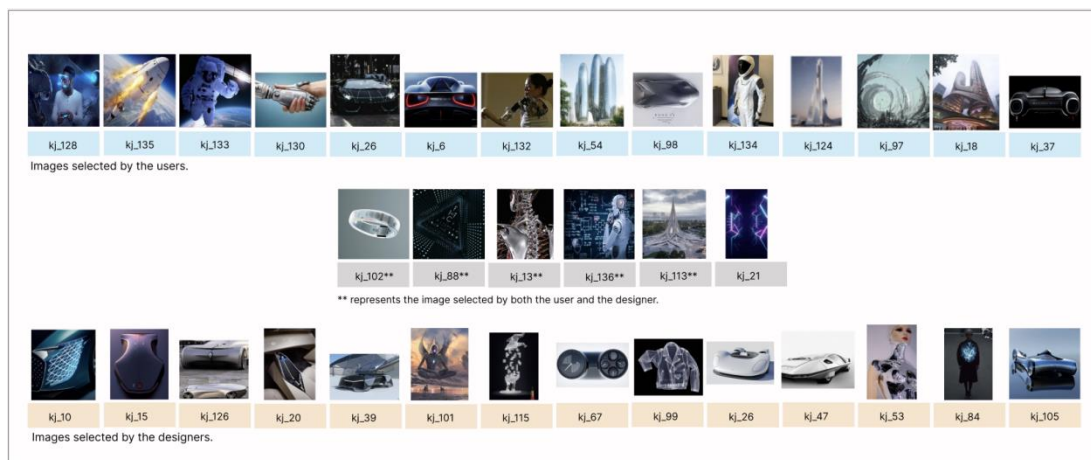 kj_128 kj_135 kj_133 kj_130 kj_26 kj_6 kj_132 kj_54 kj_98 kj_134 kj_124 kj_97 kj_18 kj_37
Images selected by the users.
kj_102** kj_88** kj_13** kj_136** kj_113** kj_21
** represents the image selected by both the user and the designer.
kj_10 kj_15 kj_126 kj_20 kj_39 kj_101 kj_115 kj_67 kj_99 kj_26 kj_47 kj_53 kj_84 kj_105
Images selected by the designers.